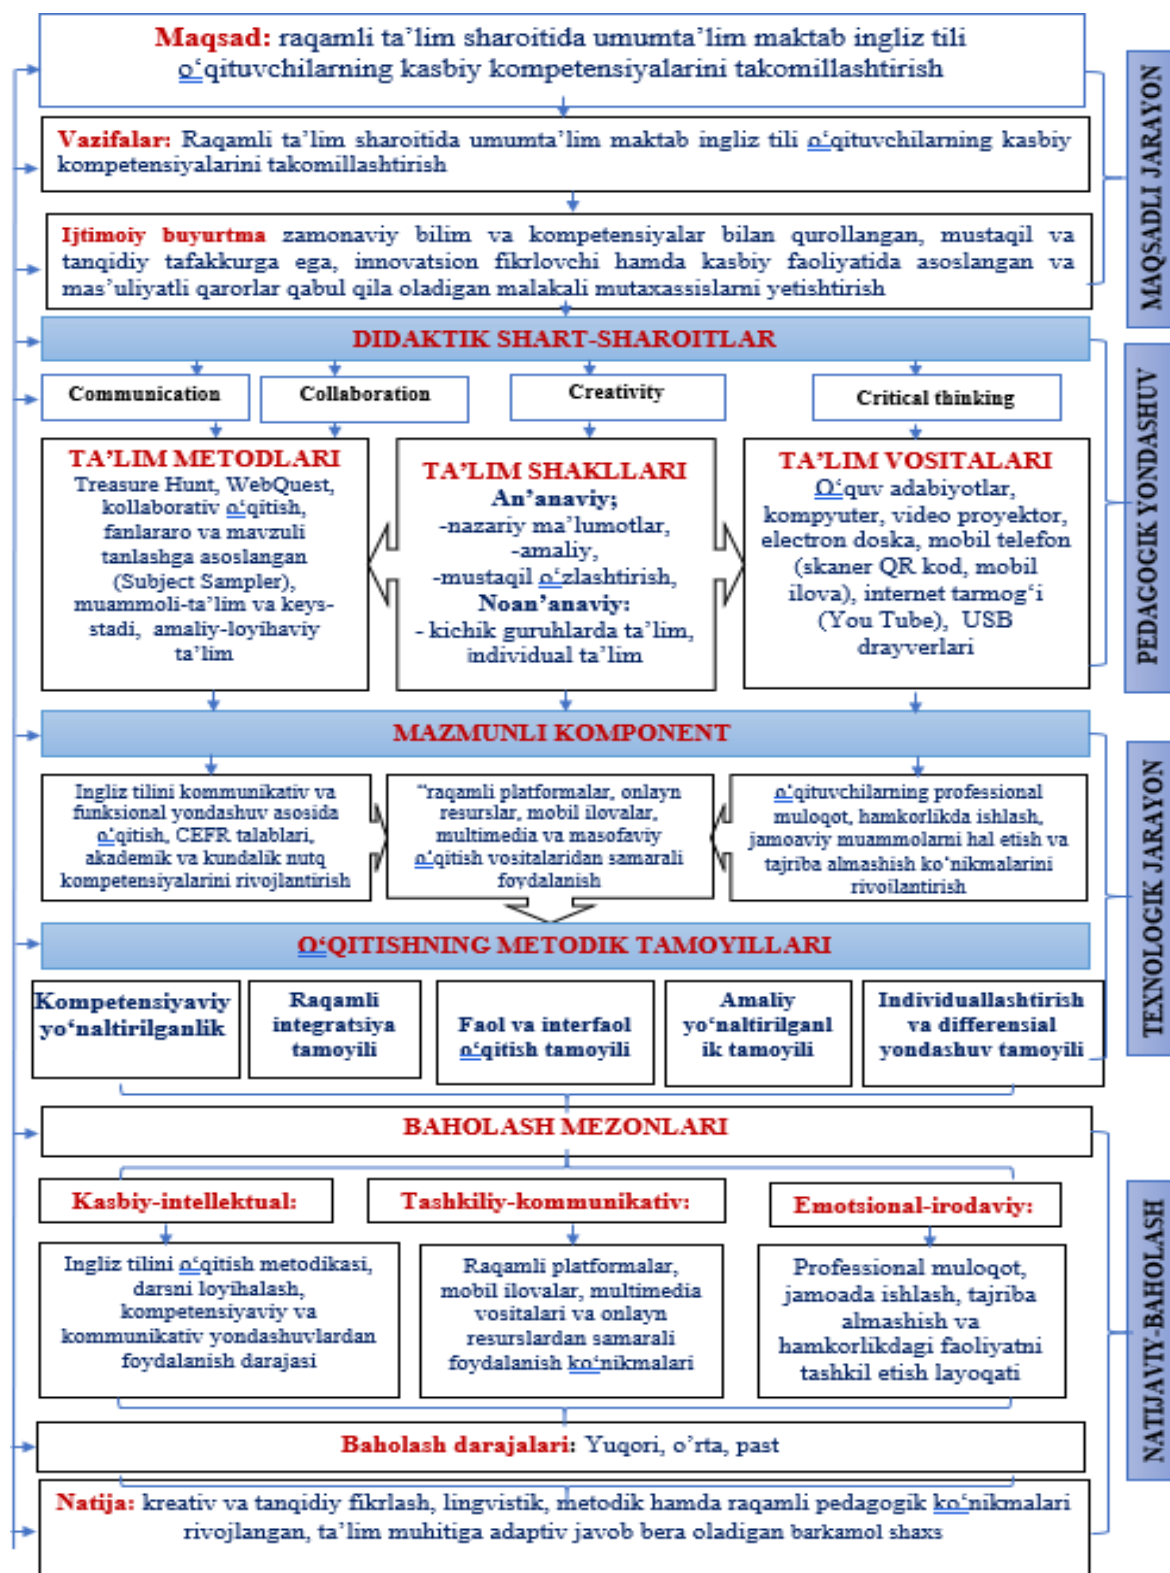 Maqsad: raqamli ta’lim sharoitida umumta’lim maktab ingliz tili
o‘qituvchilarning kasbiy kompetensiyalarini takomillashtirish
Vazifalar: Raqamli ta’lim sharoitida umumta’lim maktab ingliz tili o‘qituvchilarning kasbiy
kompetensiyalarini takomillashtirish
Ijtimoiy buyurtma zamonaviy bilim va kompetensiyalar bilan qurollangan, mustaqil va
tanqidiy tafakkurga ega, innovatsion fikrlovchi hamda kasbiy faoliyatida asoslangan va
mas’uliyatli qarorlar qabul qila oladigan malakali mutaxassislarni yetishtirish
MAQSADLI JARAYON
DIDAKTIK SHART-SHAROITLAR
Communication
Collaboration
Creativity
Critical thinking
TA’LIM METODLARI
Treasure Hunt, WebQuest,
kollaborativ o‘qitish,
fanlararo va mavzuli
tanlashga asoslangan
(Subject Sampler),
muammoli-ta’lim va keys-
stadi, amaliy-loyihaviy
ta’lim
TA’LIM SHAKLLARI
An’anaviy;
-nazariy ma’lumotlar,
-amaliy,
-mustaqil o‘zlashtirish,
Noan’anaviy:
- kichik guruhlarda ta’lim,
individual ta’lim
TA’LIM VOSITALARI
O‘quv adabiyotlar,
kompyuter, video proyektor,
electron doska, mobil telefon
(skaner QR kod, mobil
ilova), internet tarmog‘i
(You Tube), USB
drayverlari
PEDAGOGIK YONDASHUV
MAZMUNLI KOMPONENT
Ingliz tilini kommunikativ va
funksional yondashuv asosida
o‘qitish, CEFR talablari,
akademik va kundalik nutq
kompetensiyalarini rivojlantirish
“raqamli platformalar, onlayn
resurslar, mobil ilovalar,
multimedia va masofaviy
o‘qitish vositalaridan samarali
foydalanish
o‘qituvchilarning professional
muloqot, hamkorlikda ishlash,
jamoaviy muammolarni hal etish va
tajriba almashish ko‘nikmalarini
rivojlantirish
O‘QITISHNING METODIK TAMOYILLARI
Kompetensiyaviy
yo‘naltirilganlik
Raqamli
integratsiya
tamoyili
Faol va interfaol
o‘qitish tamoyili
Amaliy
yo‘naltirilganl
ik tamoyili
Individuallashtirish
va differensial
yondashuv tamoyili
TEXNOLOGIK JARAYON
BAHOLASH MEZONLARI
Kasbiy-intellektual:
Tashkiliy-kommunikativ:
Emotsional-irodaviy:
Ingliz tilini o‘qitish metodikasi,
darsni loyihalash,
kompetensiyaviy va
kommunikativ yondashuvlardan
foydalanish darajasi
Raqamli platformalar,
mobil ilovalar, multimedia
vositalari va onlayn
resurslardan samarali
foydalanish ko‘nikmalari
Professional muloqot,
jamoada ishlash, tajriba
almashish va
hamkorlikdagi faoliyatni
tashkil etish layoqati
Baholash darajalari: Yuqori, o’rta, past
Natija: kreativ va tanqidiy fikrlash, lingvistik, metodik hamda raqamli pedagogik ko‘nikmalari
rivojlangan, ta’lim muhitiga adaptiv javob bera oladigan barkamol shaxs
NATIJAVIY-BAHOLASH